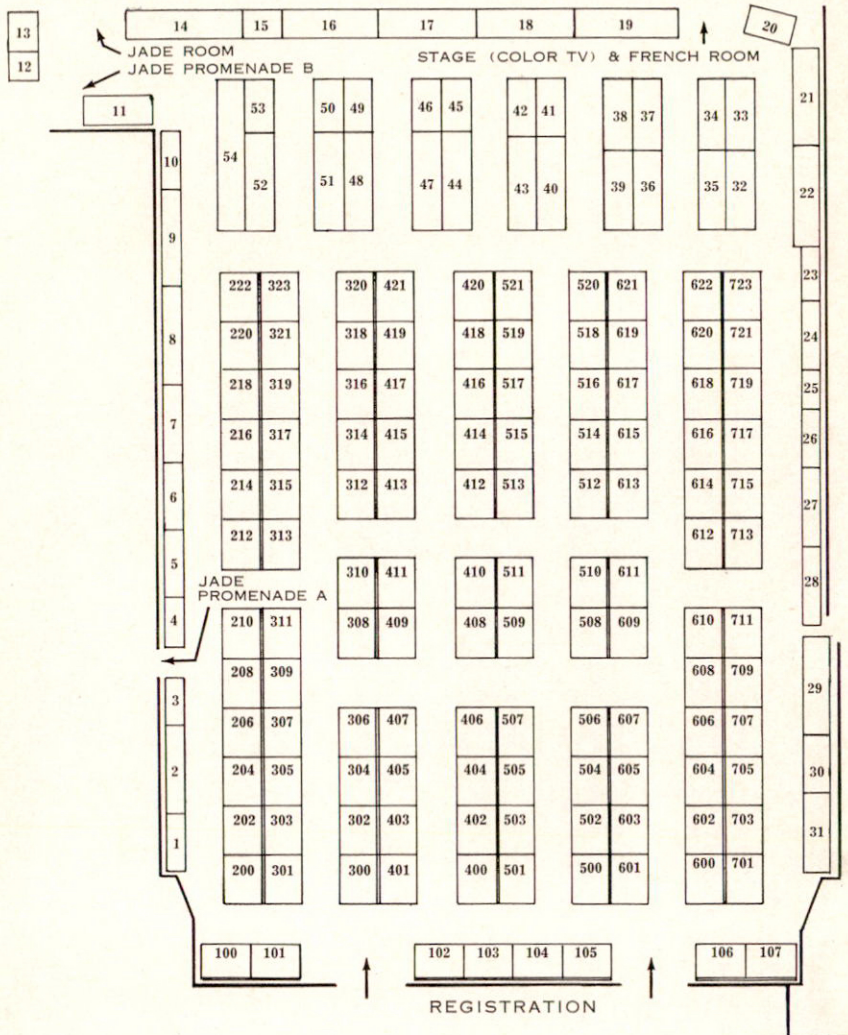 13 14 15 16 17 18 19 20
12 JADE ROOM STAGE (COLOR TV) & FRENCH ROOM
JADE PROMENADE B
11 21
53 50 49 46 45 42 41 38 37 34 33
10 54
52 51 48 47 44 43 40 39 36 35 32 22
9
23
222 323 320 421 420 521 520 621 622 723
8 220 321 318 419 418 519 518 619 620 721 24
218 319 316 417 416 517 516 617 618 719 25
7 216 317 314 415 414 515 514 615 616 717 26
6 214 315 312 413 412 513 512 613 614 715 27
212 313 612 713
5 310 411 410 511 510 611 28
JADE
PROMENADE A
4 210 311 308 409 408 509 508 609 610 711
208 309 608 709 29
3 206 307 306 407 406 507 506 607 606 707
2 204 305 304 405 404 505 504 605 604 705 30
1 202 303 302 403 402 503 502 603 602 703 31
200 301 300 401 400 501 500 601 600 701
100 101 102 103 104 105 106 107
REGISTRATION